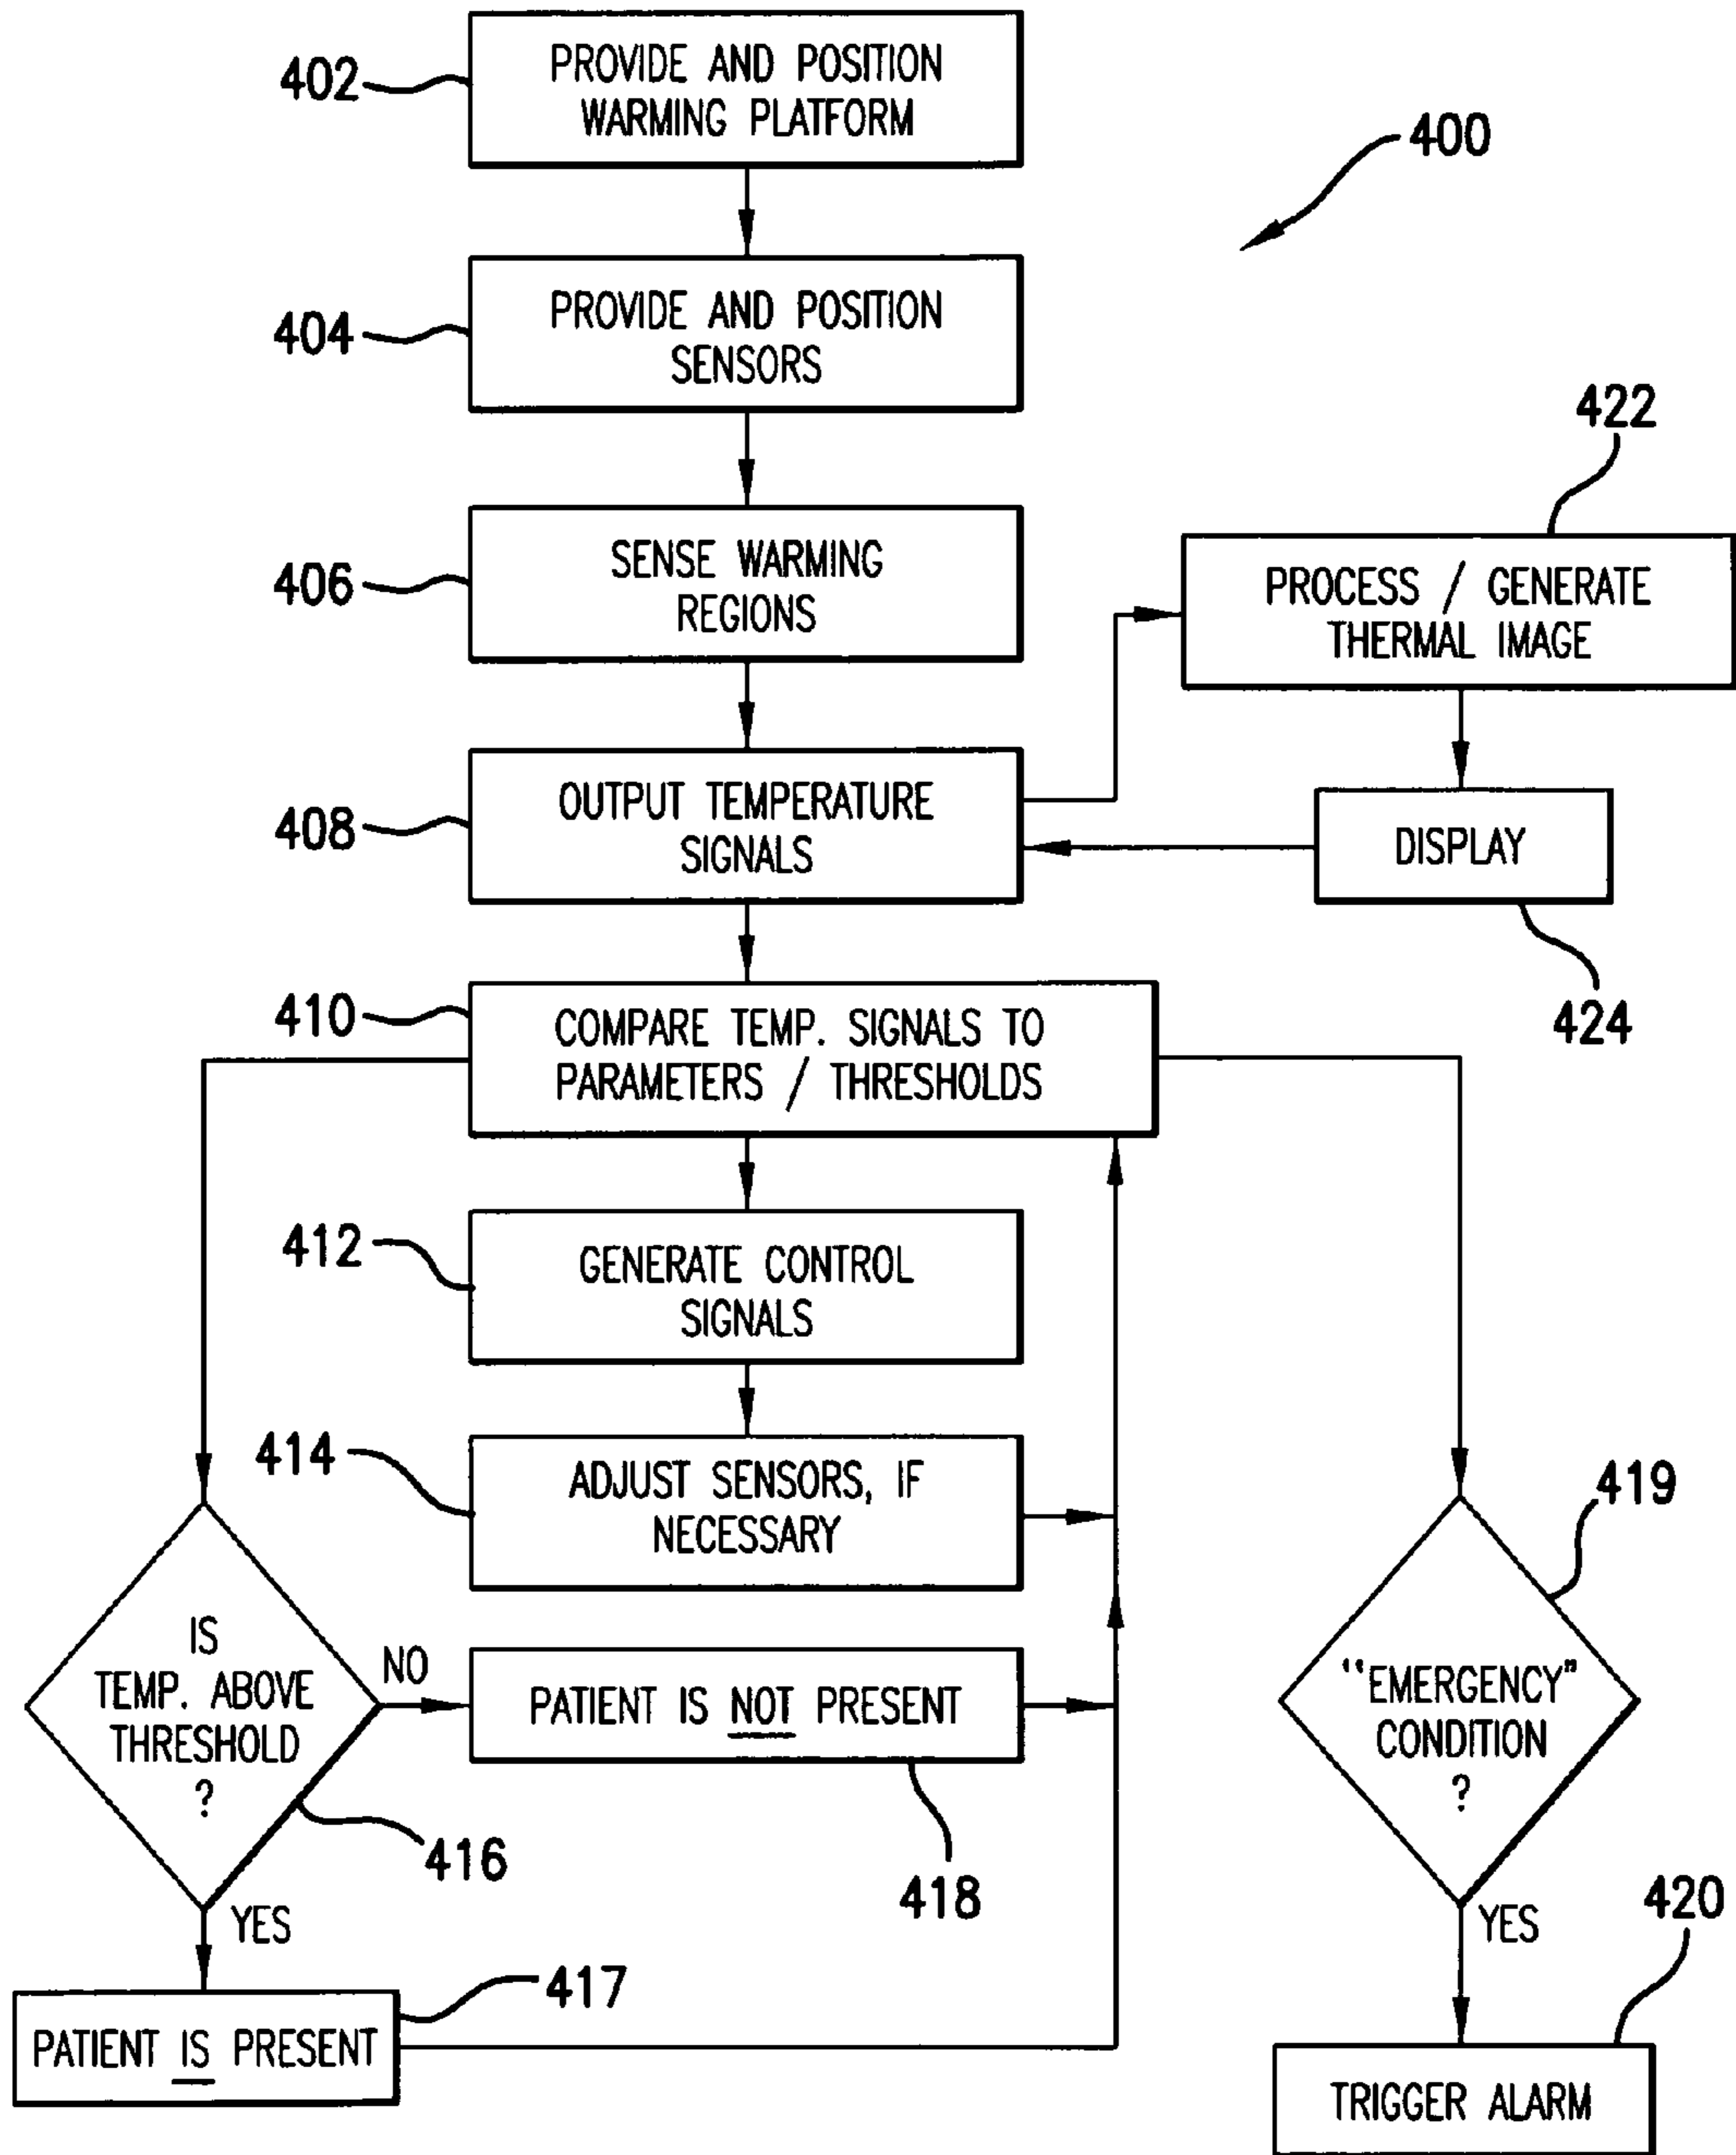 402
PROVIDE AND POSITION
WARMING PLATFORM
400
404
PROVIDE AND POSITION
SENSORS
406
SENSE WARMING
REGIONS
422
PROCESS / GENERATE
THERMAL IMAGE
408
OUTPUT TEMPERATURE
SIGNALS
DISPLAY
424
410
COMPARE TEMP. SIGNALS TO
PARAMETERS / THRESHOLDS
412
GENERATE CONTROL
SIGNALS
414
ADJUST SENSORS, IF
NECESSARY
419
IS
TEMP. ABOVE
THRESHOLD
?
416
NO
PATIENT IS NOT PRESENT
418
"EMERGENCY"
CONDITION
?
YES
417
PATIENT IS PRESENT
YES
420
TRIGGER ALARM